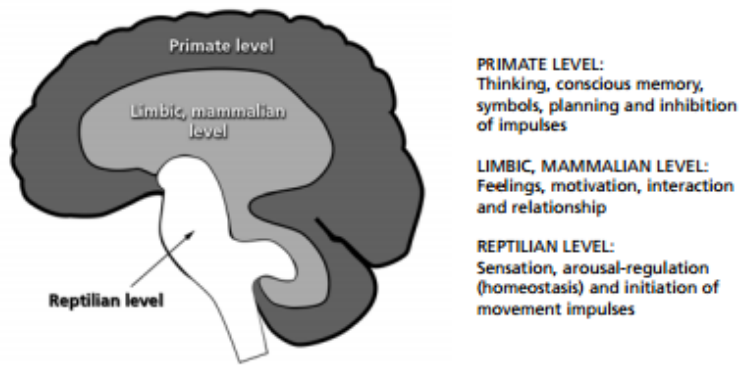 Primate level
Limbic, mammalian
level
Reptilian level
PRIMATE LEVEL:
Thinking, conscious memory,
symbols, planning and inhibition
of impulses
LIMBIC, MAMMALIAN LEVEL:
Feelings, motivation, interaction
and relationship
REPTILIAN LEVEL:
Sensation, arousal-regulation
(homeostasis) and initiation of
movement impulses